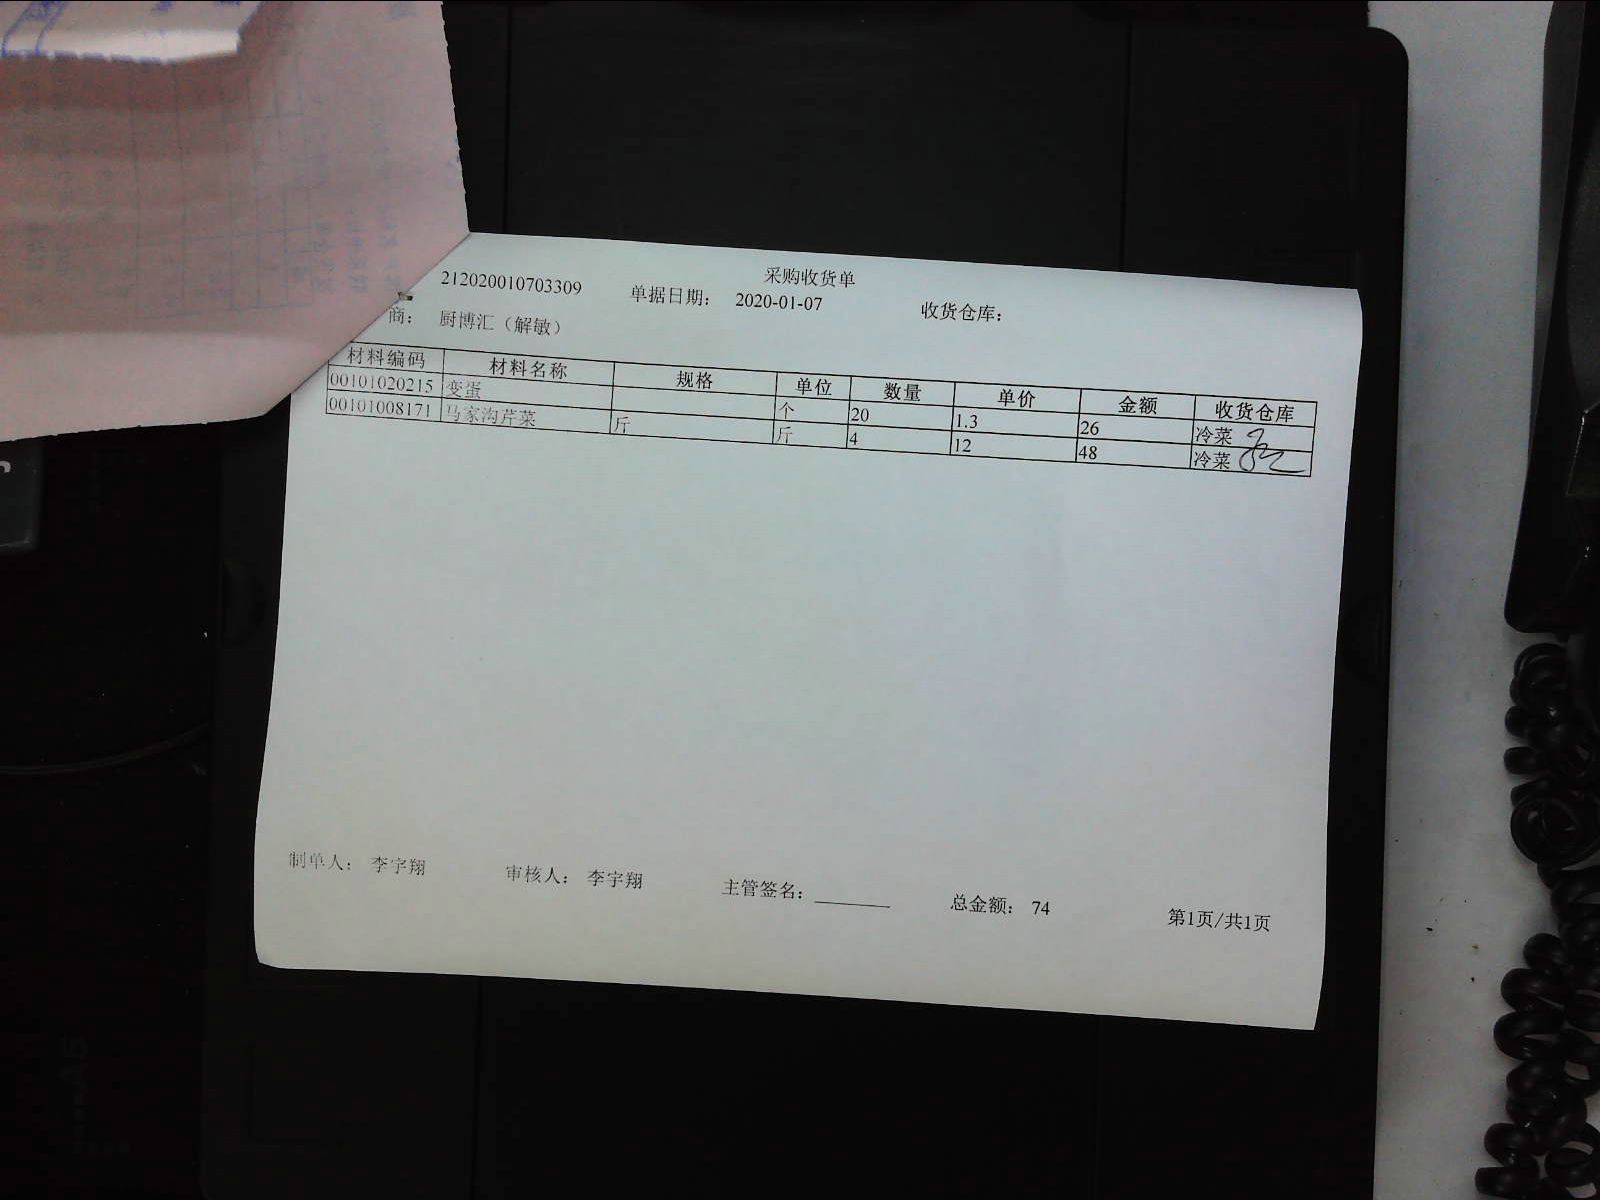 采购收货单
212020010703309 单据日期： 2020-01-07 收货仓库：
商： 厨博汇（解敏）
材料编码 材料名称 规格 单位 数量 单价 金额 收货仓库
00101020215 变蛋 个 20 1.3 26 冷菜
00101008171 马家沟芹菜 斤 斤 4 12 48 冷菜
制单人： 李宇翔 审核人： 李宇翔 主管签名： 总金额： 74 第1页/共1页